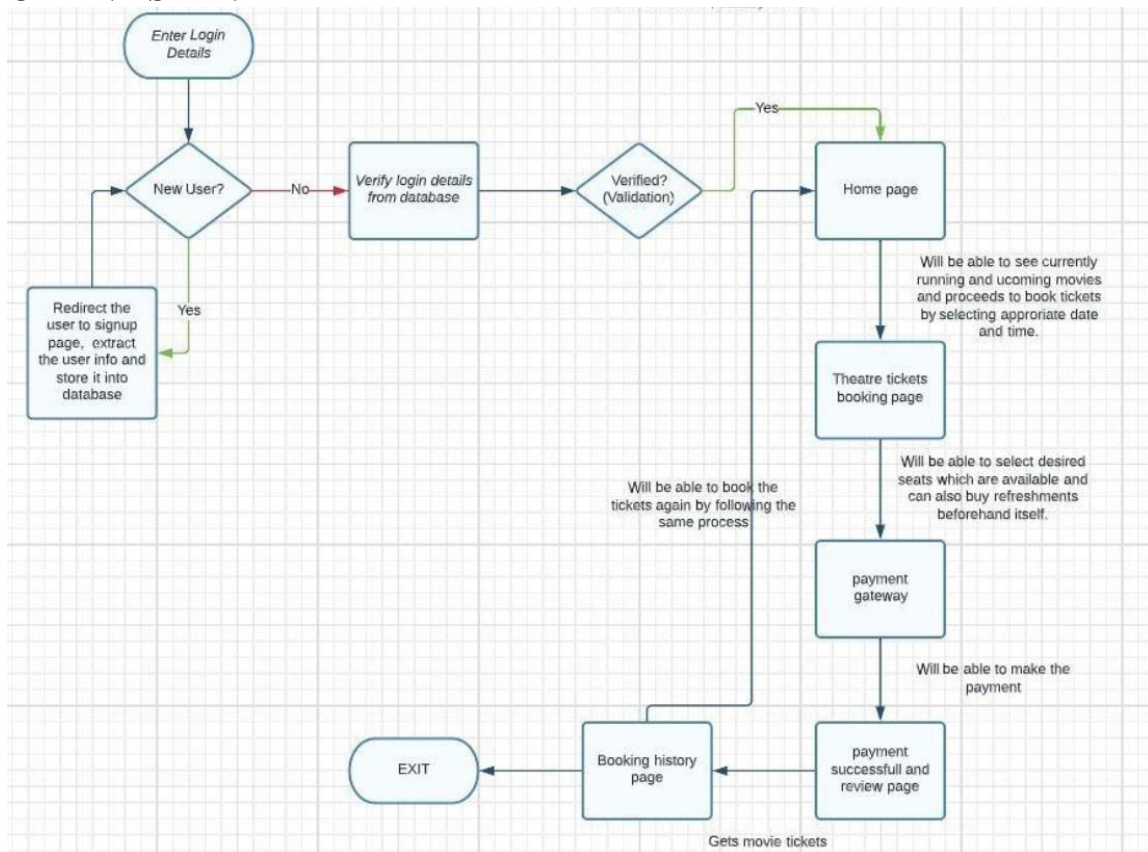 Enter Login
Details
Yes
New User?
No
Verify login details
from database
Verified?
(Validation)
Home page
Will be able to see currently
running and ucoming movies
and proceeds to book tickets
by selecting approriate date
and time.
Redirect the
user to signup
page, extract
the user info and
store it into
database
Yes
Theatre tickets
booking page
Will be able to select desired
seats which are available and
can also buy refreshments
beforehand itself.
Will be able to book the
tickets again by following the
same process
payment
gateway
Will be able to make the
payment
EXIT
Booking history
page
payment
successfull and
review page
Gets movie tickets